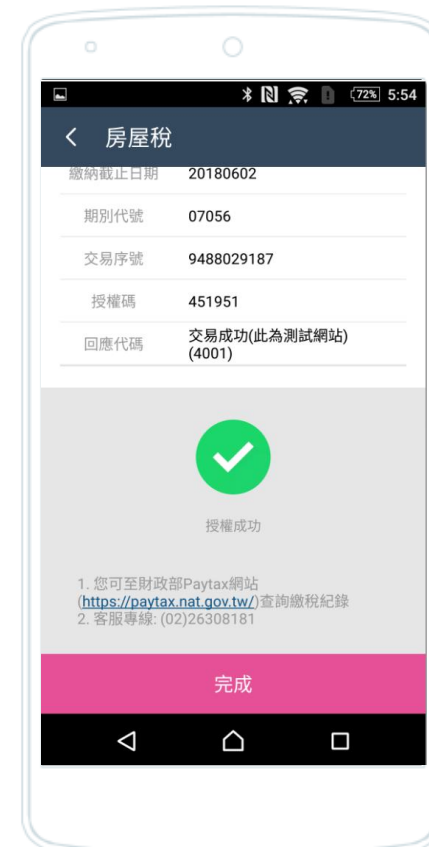 72% 5:54
房屋稅
繳納截止日期 20180602
期別代號 07056
交易序號 9488029187
授權碼 451951
回應代碼 交易成功(此為測試網站)
(4001)
授權成功
1. 您可至財政部Paytax網站
(https://paytax.nat.gov.tw/)查詢繳稅紀錄
2. 客服專線: (02)26308181
完成